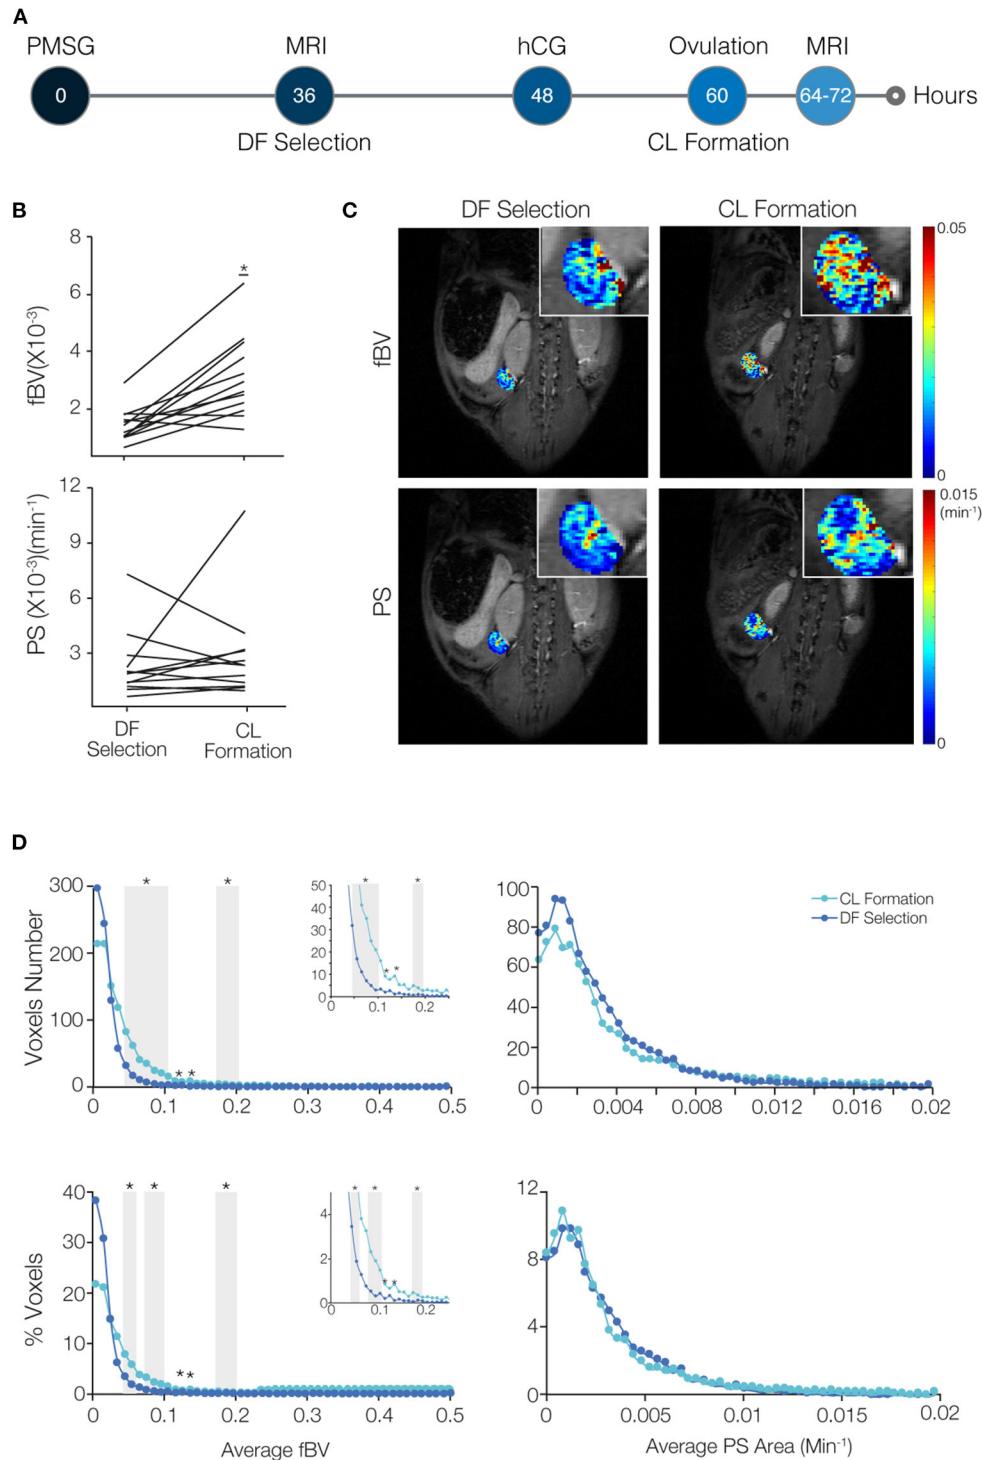 A
PMSG MRI hCG Ovulation MRI
0 36 48 60 64-72 Hours
DF Selection CL Formation
B
8
6
4
2
fBV(X10-3)
*
12
9
6
3
PS (X10-3)(min-1)
DF Selection
CL Formation
C
DF Selection CL Formation
fBV
0.05
0
PS
0.015
(min-1)
0
D
300
200
100
0
Voxels Number
* *
* *
0 0.1 0.2 0.3 0.4 0.5
50
40
30
20
10
0
* *
* *
0 0.1 0.2
100
80
60
40
20
0
CL Formation
DF Selection
0 0.004 0.008 0.012 0.016 0.02
40
30
20
10
0
% Voxels
* * *
**
0 0.1 0.2 0.3 0.4 0.5
Average fBV
4
2
0
* * *
* *
0 0.1 0.2
12
8
4
0
0 0.005 0.01 0.015 0.02
Average PS Area (Min-1)